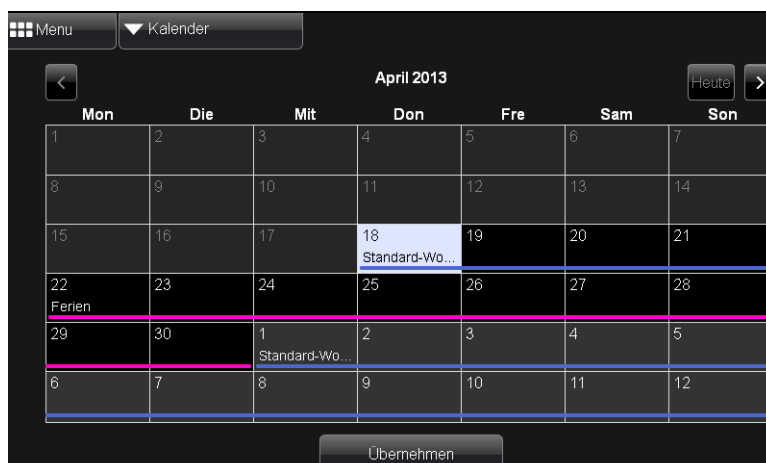 Menu Kalender
< April 2013 Heute >
Mon Die Mit Don Fre Sam Son
1 2 3 4 5 6 7
8 9 10 11 12 13 14
15 16 17 18 19 20 21
Standard-Wo...
22 23 24 25 26 27 28
Ferien
29 30 1 2 3 4 5
Standard-Wo...
6 7 8 9 10 11 12
Übernehmen